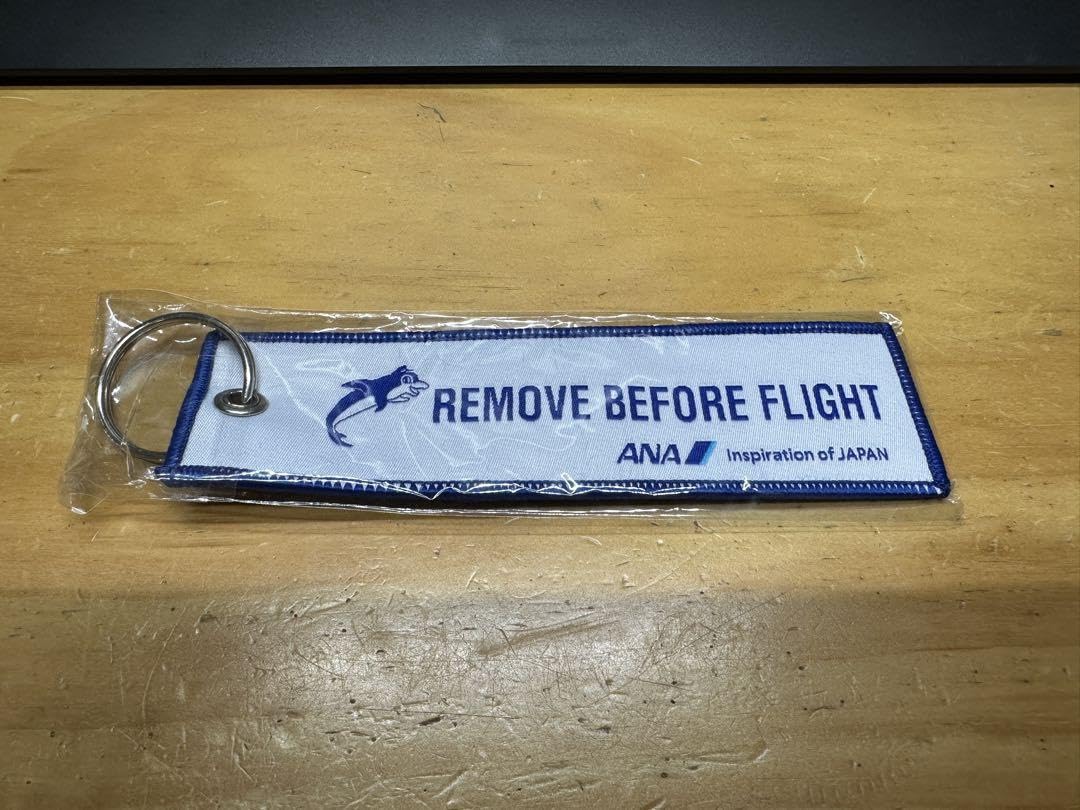 REMOVE BEFORE FLIGHT
ANA Inspiration of JAPAN